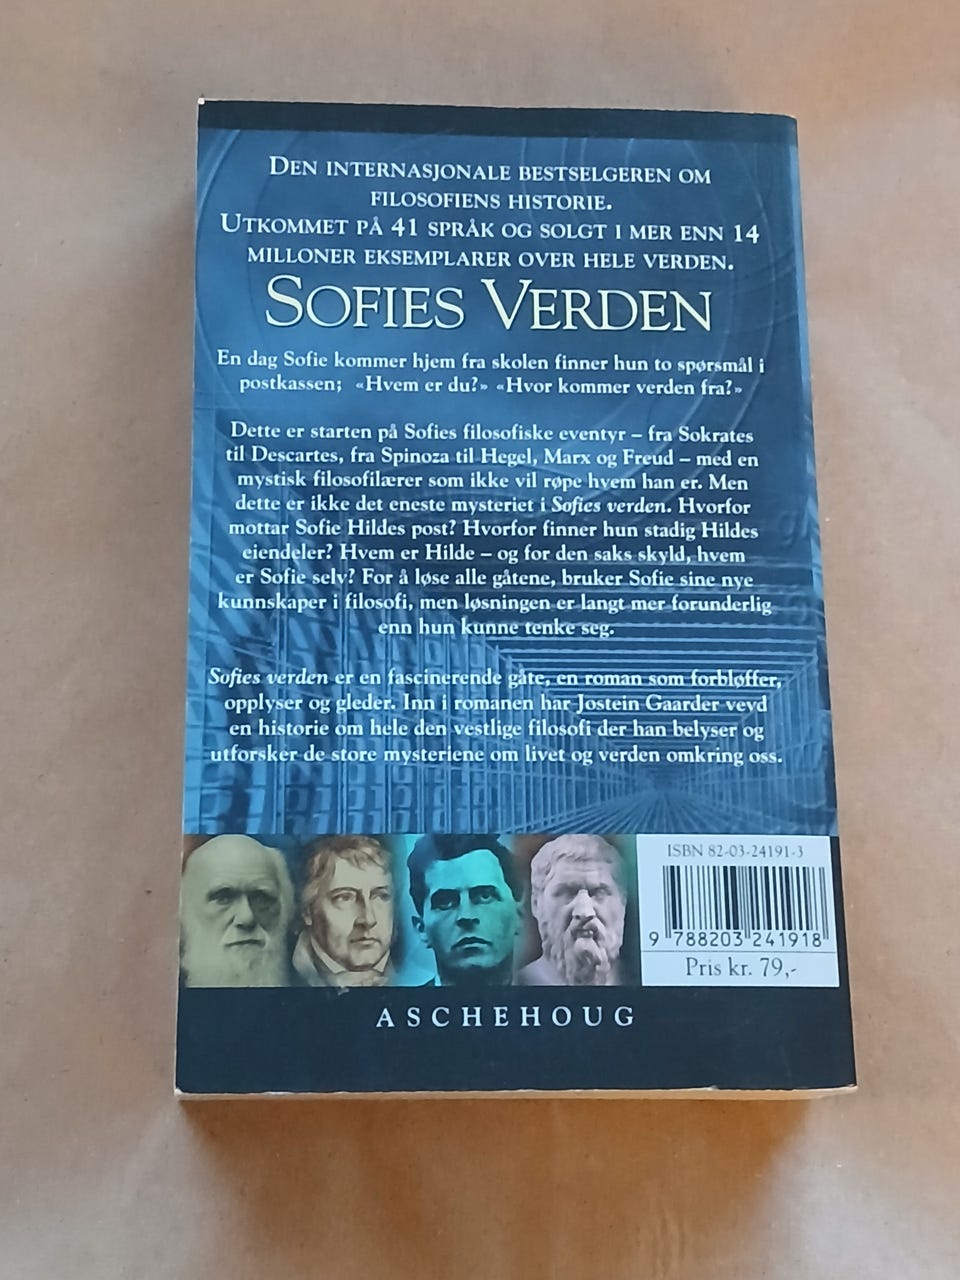 DEN INTERNASJONALE BESTSELGEREN OM
FILOSOFIENS HISTORIE.
UTKOMMET PÅ 41 SPRÅK OG SOLGT I MER ENN 14
MILLONER EKSEMPLARER OVER HELE VERDEN.
SOFIES VERDEN
En dag Sofie kommer hjem fra skolen finner hun to spørsmål i
postkassen; «Hvem er du?» «Hvor kommer verden fra?»
Dette er starten på Sofies filosofiske eventyr – fra Sokrates
til Descartes, fra Spinoza til Hegel, Marx og Freud – med en
mystisk filosofilærer som ikke vil røpe hvem han er. Men
dette er ikke det eneste mysteriet i Sofies verden. Hvorfor
mottar Sofie Hildes post? Hvorfor finner hun stadig Hildes
eiendeler? Hvem er Hilde – og for den saks skyld, hvem
er Sofie selv? For å løse alle gåtene, bruker Sofie sine nye
kunnskaper i filosofi, men løsningen er langt mer forunderlig
enn hun kunne tenke seg.
Sofies verden er en fascinerende gåte, en roman som forbløffer,
opplyser og gleder. Inn i romanen har Jostein Gaarder vevd
en historie om hele den vestlige filosofi der han belyser og
utforsker de store mysteriene om livet og verden omkring oss.
ISBN 82-03-24191-3
9 788203 241918
Pris kr. 79,-
ASCHEHOUG